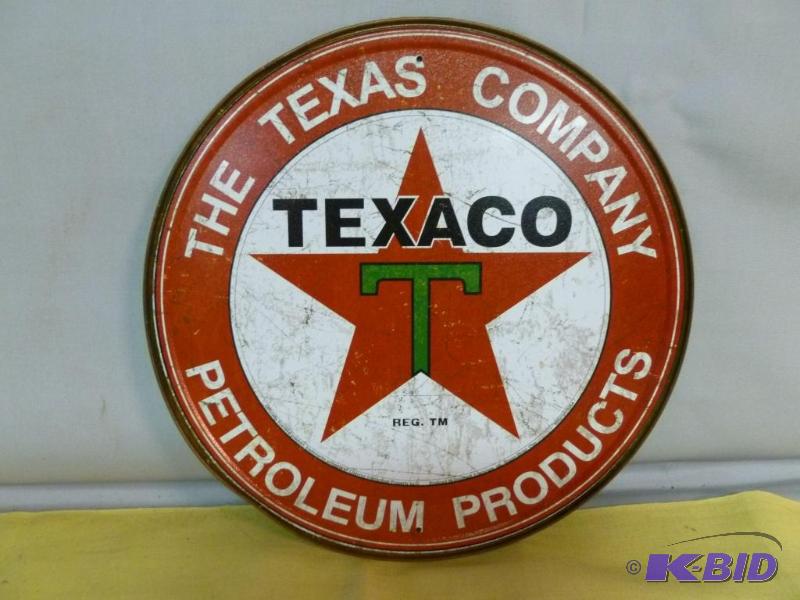 THE TEXAS COMPANY
TEXACO
T
REG. TM
PETROLEUM PRODUCTS
© K-BID